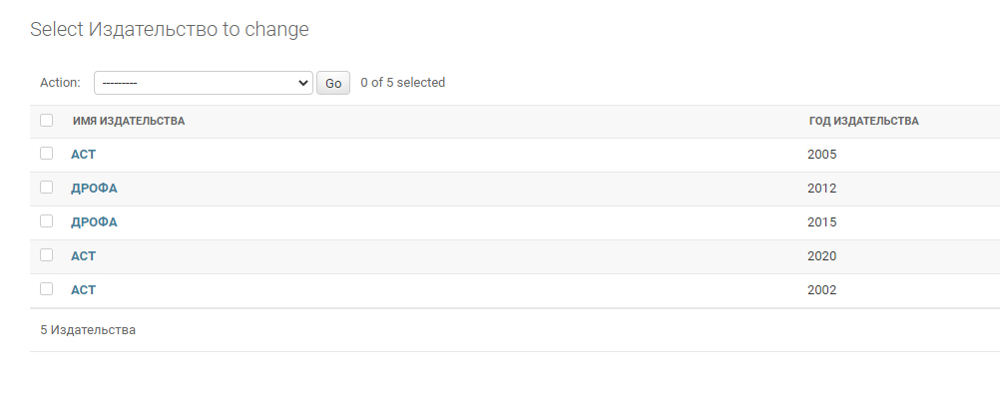 Select Издательство to change
Action: --------- Go 0 of 5 selected
ИМЯ ИЗДАТЕЛЬСТВА ГОД ИЗДАТЕЛЬСТВА
АСТ 2005
ДРОФА 2012
ДРОФА 2015
АСТ 2020
АСТ 2002
5 Издательства